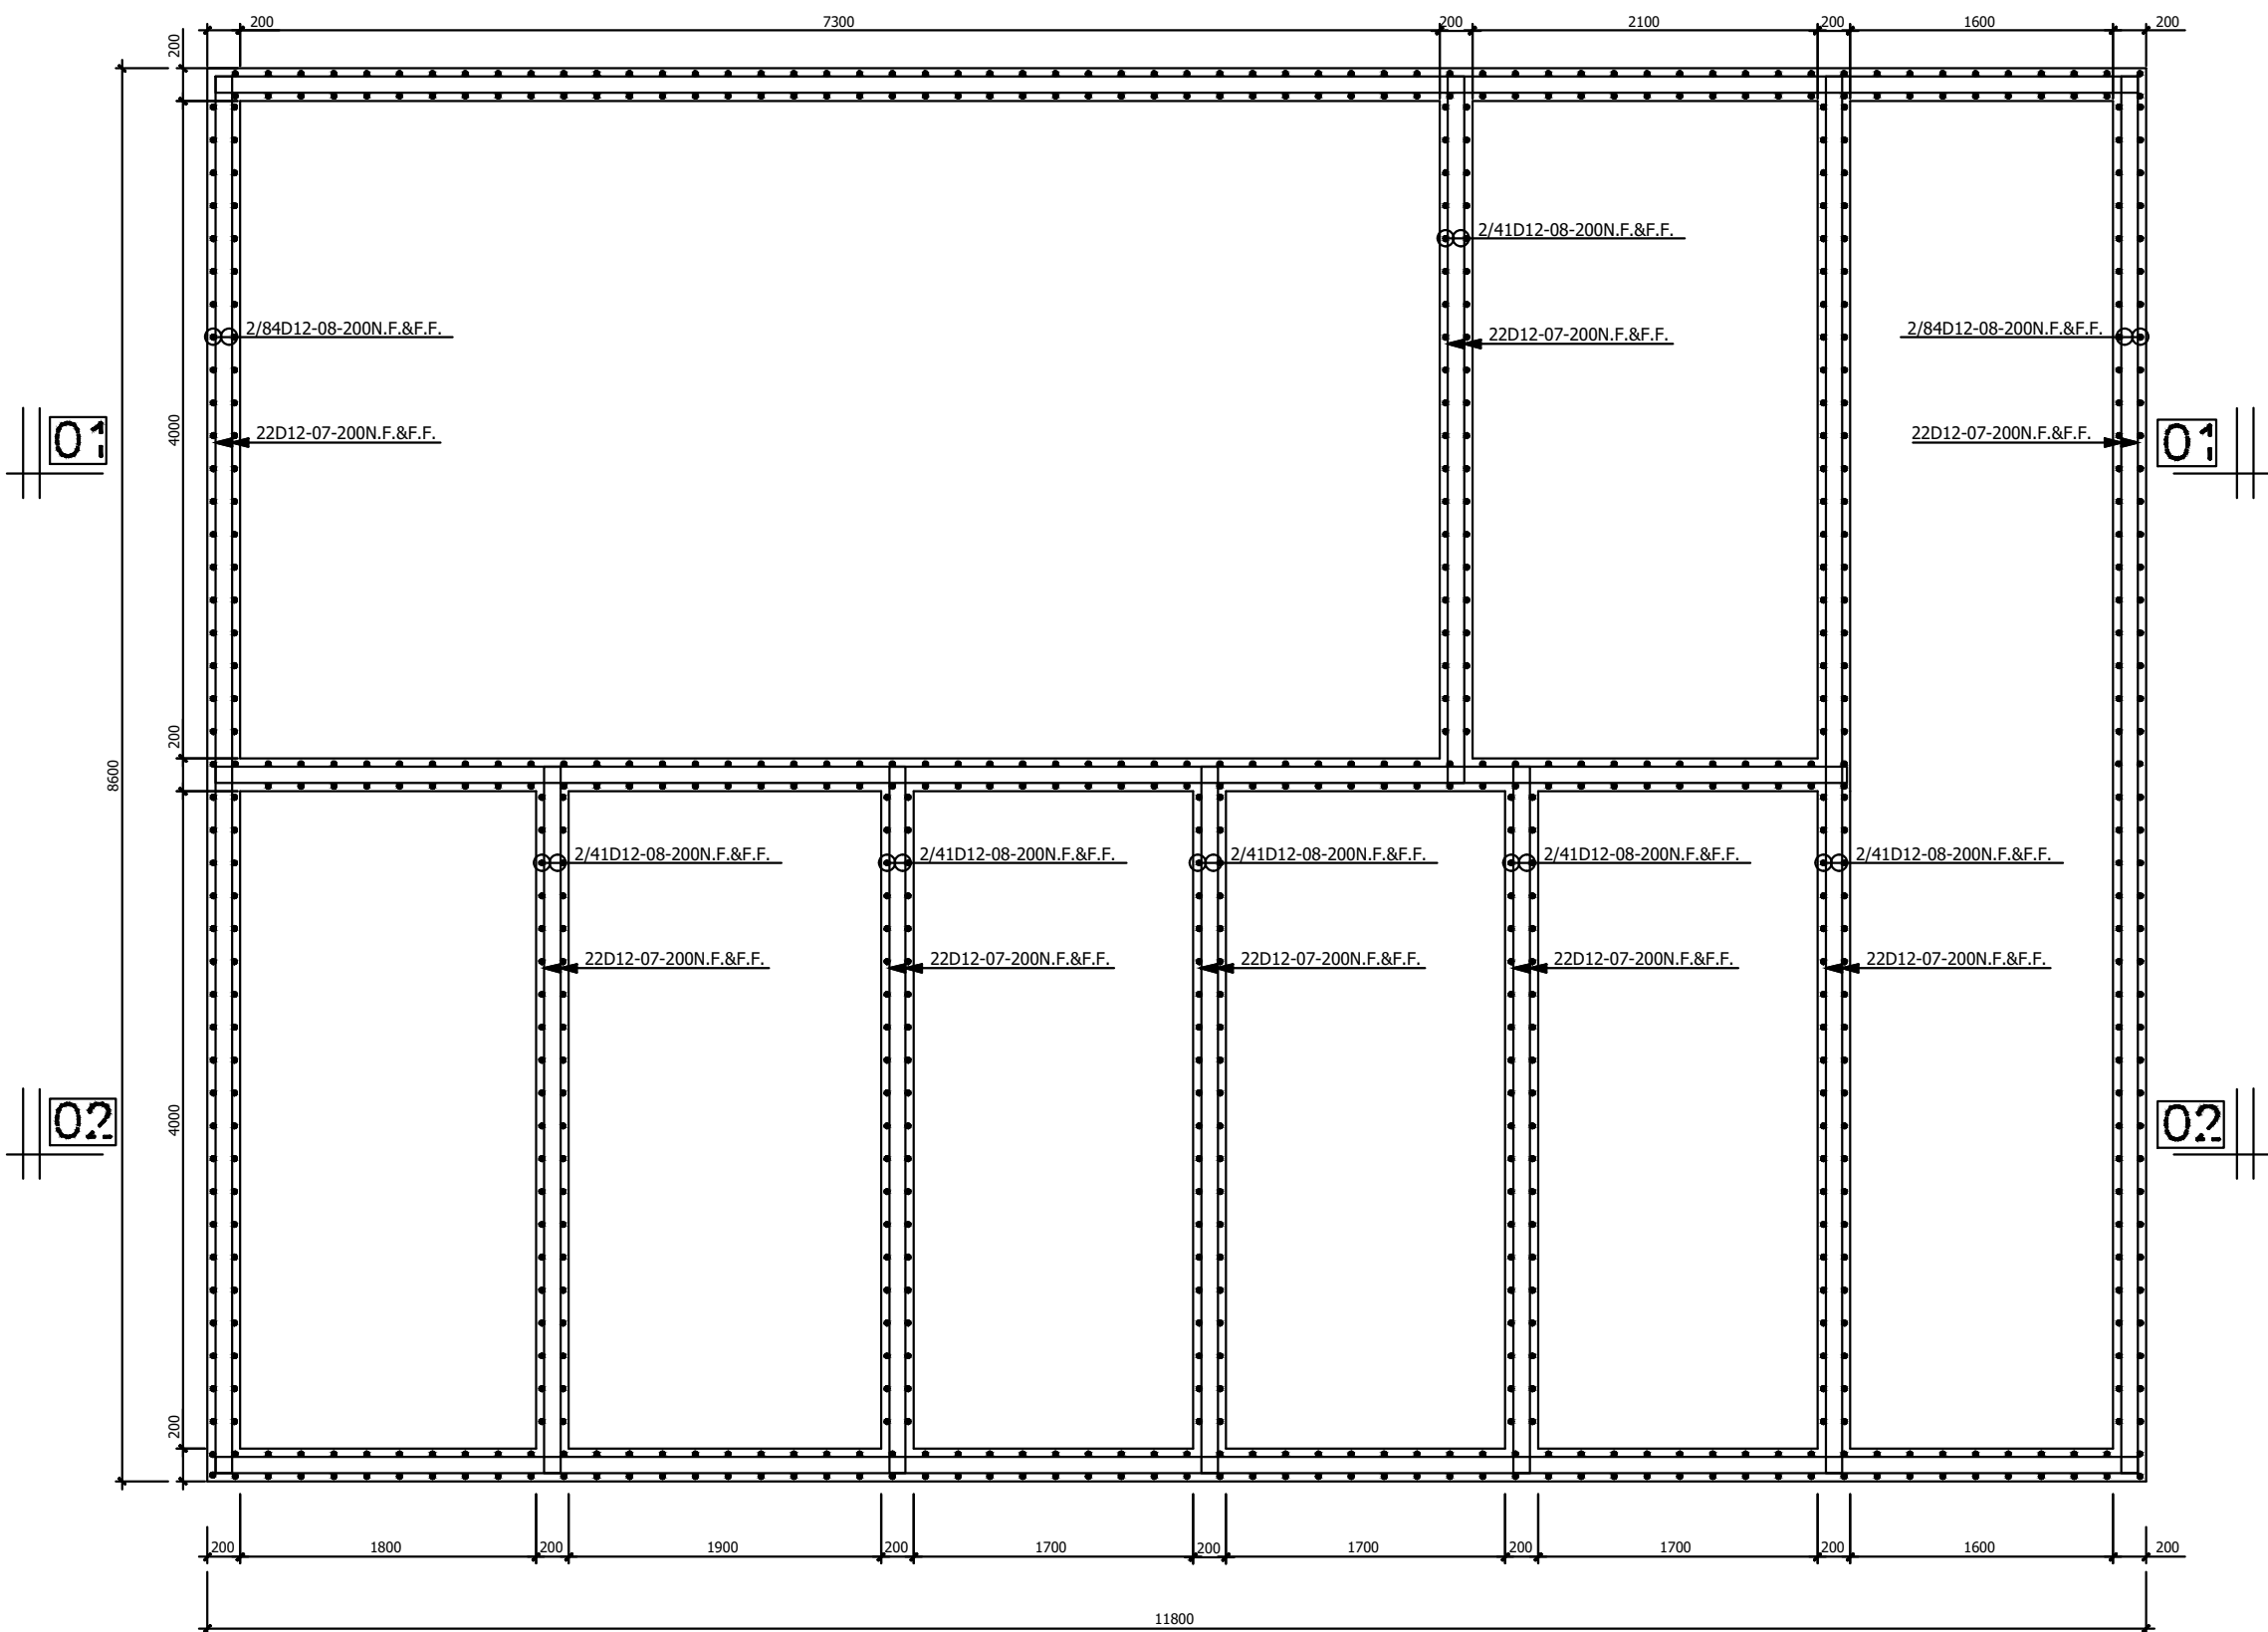 200 7300 200 2100 200 1600 200
200
2/41D12-08-200N.F.&F.F.
2/84D12-08-200N.F.&F.F.
22D12-07-200N.F.&F.F.
2/84D12-08-200N.F.&F.F.
01
4000
22D12-07-200N.F.&F.F.
22D12-07-200N.F.&F.F.
01
200
8600
2/41D12-08-200N.F.&F.F.
2/41D12-08-200N.F.&F.F.
2/41D12-08-200N.F.&F.F.
2/41D12-08-200N.F.&F.F.
2/41D12-08-200N.F.&F.F.
22D12-07-200N.F.&F.F.
22D12-07-200N.F.&F.F.
22D12-07-200N.F.&F.F.
22D12-07-200N.F.&F.F.
22D12-07-200N.F.&F.F.
02
4000
02
200
200 1800 200 1900 200 1700 200 1700 200 1700 200 1600 200
11800